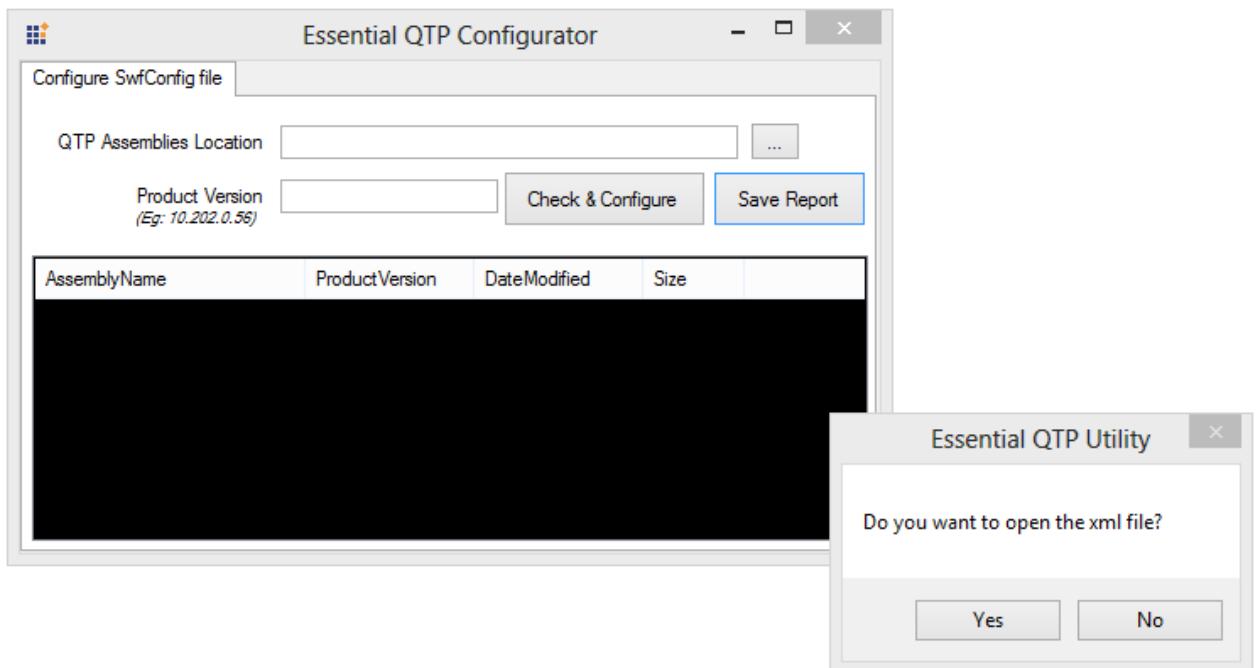 Essential QTP Configurator
Configure SwfConfig file
QTP Assemblies Location
...
Product Version
(Eg: 10.202.0.56)
Check & Configure
Save Report
AssemblyName ProductVersion DateModified Size
Essential QTP Utility
Do you want to open the xml file?
Yes No